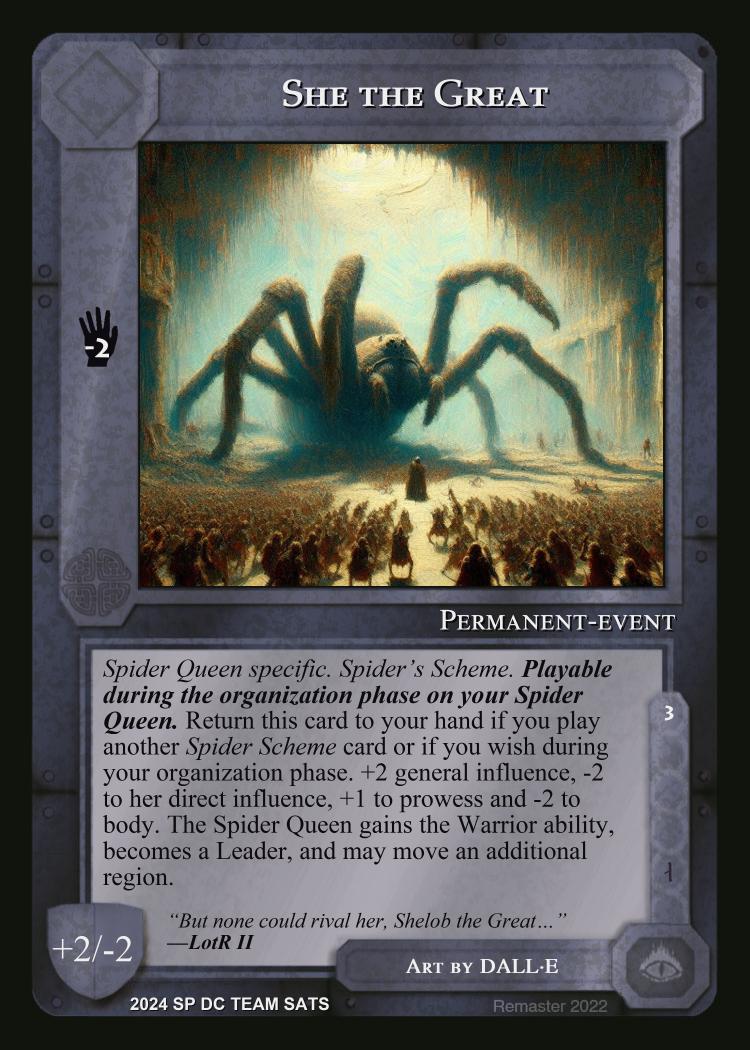 She the Great
-2
Permanent-event
Spider Queen specific. Spider's Scheme. Playable
during the organization phase on your Spider
Queen. Return this card to your hand if you play
another Spider Scheme card or if you wish during
your organization phase. +2 general influence, -2
to her direct influence, +1 to prowess and -2 to
body. The Spider Queen gains the Warrior ability,
becomes a Leader, and may move an additional
region.
3
"But none could rival her, Shelob the Great…"
—LotR II
+2/-2
Art by DALL·E
2024 SP DC TEAM SATS
Remaster 2022